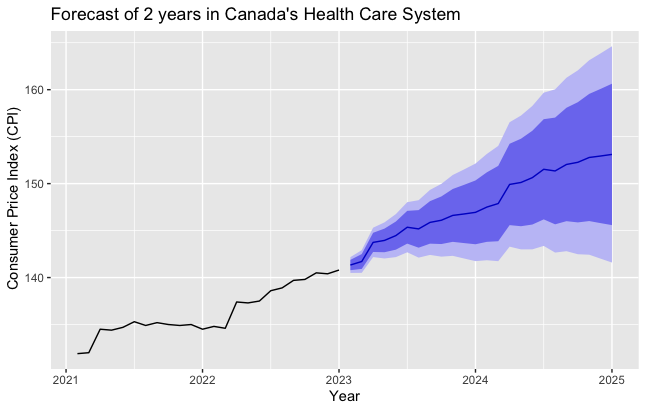 Forecast of 2 years in Canada's Health Care System
Consumer Price Index (CPI)
160
150
140
2021 2022 2023 2024 2025
Year